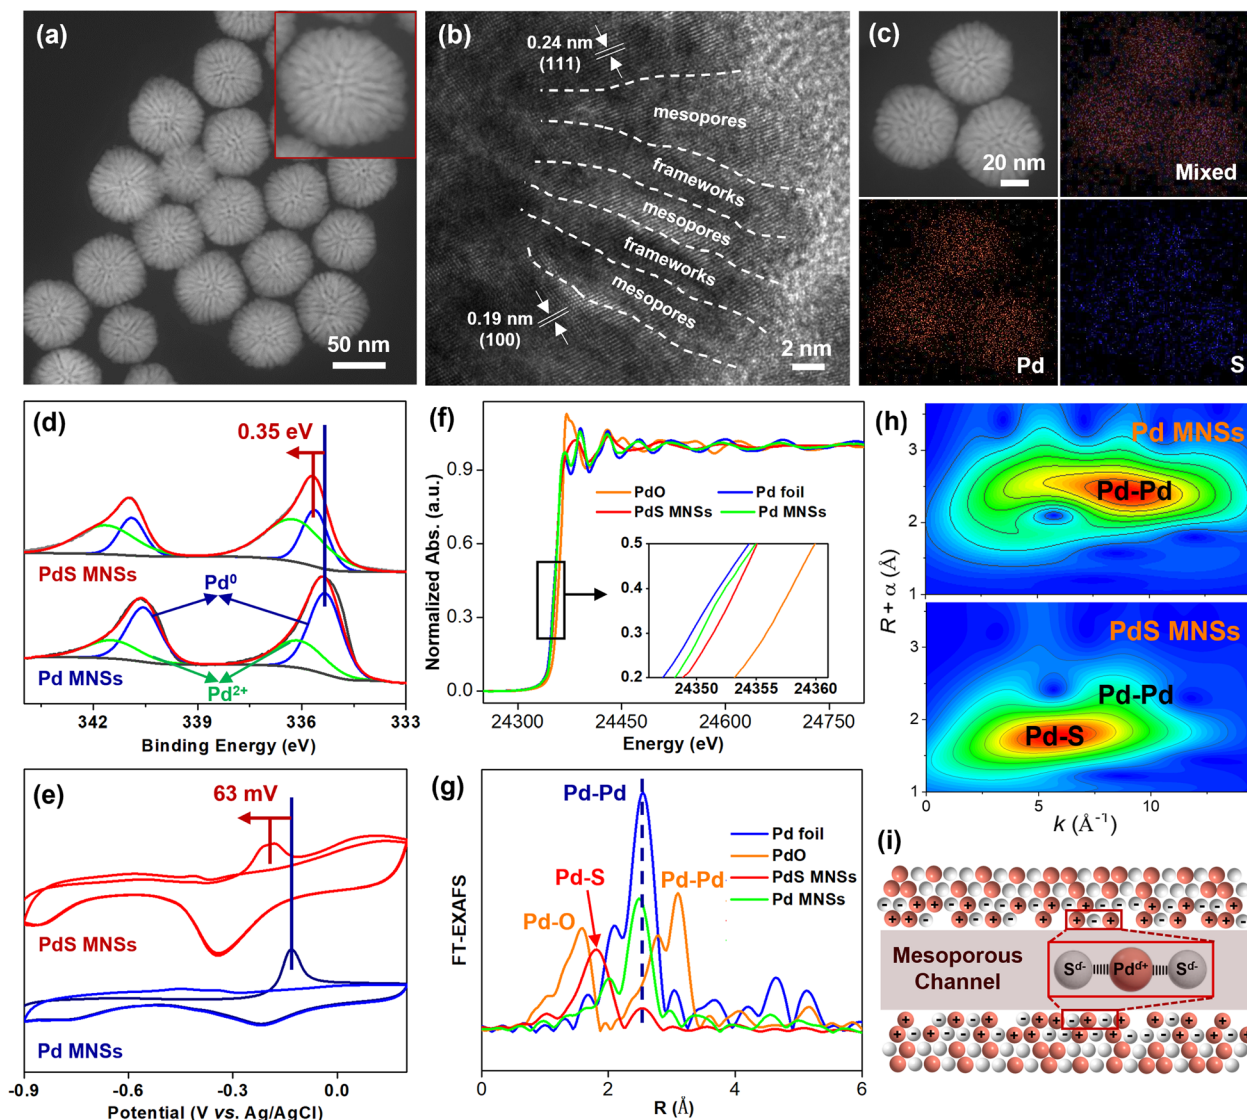 (a)
50 nm
(b)
0.24 nm
(111)
mesopores
frameworks
mesopores
frameworks
mesopores
0.19 nm
(100)
2 nm
(c)
20 nm
Mixed
Pd
S
(d)
0.35 eV
PdS MNSs
Pd⁰
Pd MNSs
Pd²⁺
342 339 336 333
Binding Energy (eV)
(e)
63 mV
PdS MNSs
Pd MNSs
-0.9 -0.6 -0.3 0.0
Potential (V vs. Ag/AgCl)
(f)
Normalized Abs. (a.u.)
0.9
0.6
0.3
0.0
PdO
Pd foil
PdS MNSs
Pd MNSs
0.5
0.4
0.3
0.2
24350 24355 24360
24300 24450 24600 24750
Energy (eV)
(g)
FT-EXAFS
Pd-Pd
Pd-S
Pd-O
Pd-Pd
Pd foil
PdO
PdS MNSs
Pd MNSs
0 2 4 6
R (Å)
(h)
Pd MNSs
Pd-Pd
3
2
1
R + α (Å)
PdS MNSs
Pd-Pd
Pd-S
3
2
1
0 5 10
k (Å⁻¹)
(i)
Mesoporous
Channel
Sᵈ⁻ Pdᵈ⁺ Sᵈ⁻